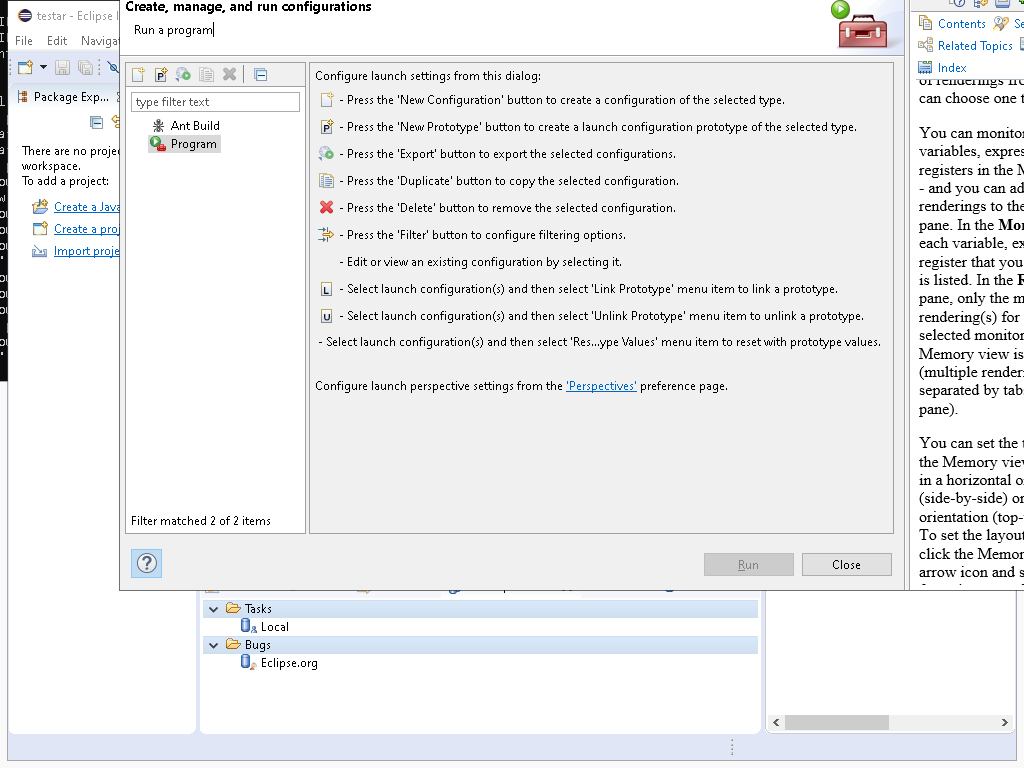 testar - Eclipse I
File Edit Navigat
Package Exp...
There are no proje
workspace.
To add a project:
Create a Java
Create a proj
Import proje
Create, manage, and run configurations
Run a program
type filter text
Ant Build
Program
Filter matched 2 of 2 items
Configure launch settings from this dialog:
- Press the 'New Configuration' button to create a configuration of the selected type.
- Press the 'New Prototype' button to create a launch configuration prototype of the selected type.
- Press the 'Export' button to export the selected configurations.
- Press the 'Duplicate' button to copy the selected configuration.
- Press the 'Delete' button to remove the selected configuration.
- Press the 'Filter' button to configure filtering options.
- Edit or view an existing configuration by selecting it.
L - Select launch configuration(s) and then select 'Link Prototype' menu item to link a prototype.
U - Select launch configuration(s) and then select 'Unlink Prototype' menu item to unlink a prototype.
- Select launch configuration(s) and then select 'Res...ype Values' menu item to reset with prototype values.
Configure launch perspective settings from the 'Perspectives' preference page.
?
Run
Close
Tasks
Local
Bugs
Eclipse.org
Contents Se
Related Topics
Index
of renderings fro
can choose one t
You can monitor
variables, expres
registers in the M
- and you can ad
renderings to the
pane. In the Mon
each variable, ex
register that you
is listed. In the R
pane, only the m
rendering(s) for
selected monitor
Memory view is
(multiple renderi
separated by tabs
pane).
You can set the t
the Memory view
in a horizontal o
(side-by-side) or
orientation (top-
To set the layout
click the Memor
arrow icon and s